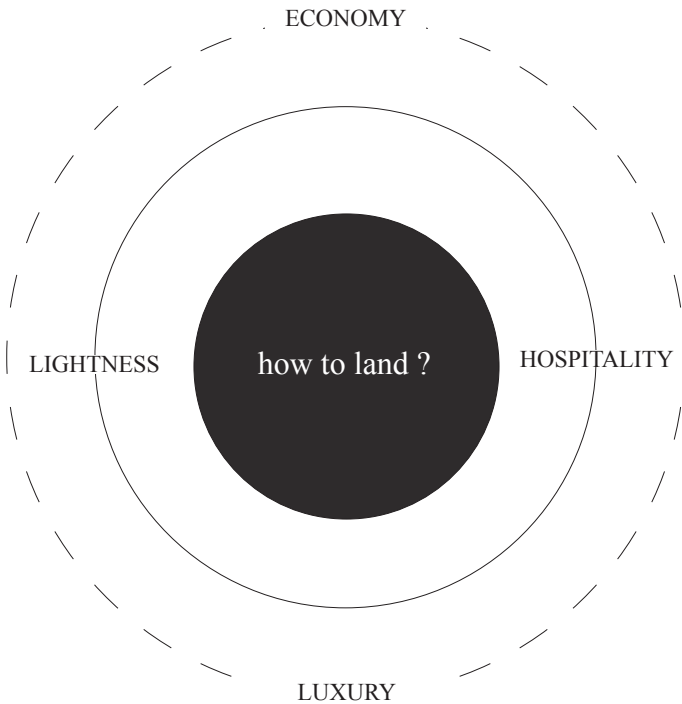 ECONOMY
LIGHTNESS
how to land ?
HOSPITALITY
LUXURY